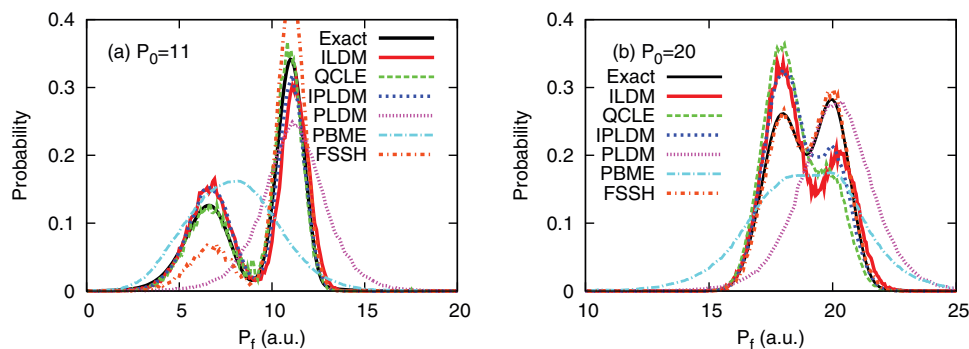 0.4
0.3
0.2
0.1
0
Probability
(a) P₀=11
Exact
ILDM
QCLE
IPLDM
PLDM
PBME
FSSH
0 5 10 15 20
P_f (a.u.)
0.4
0.3
0.2
0.1
0
Probability
(b) P₀=20
Exact
ILDM
QCLE
IPLDM
PLDM
PBME
FSSH
10 15 20 25
P_f (a.u.)